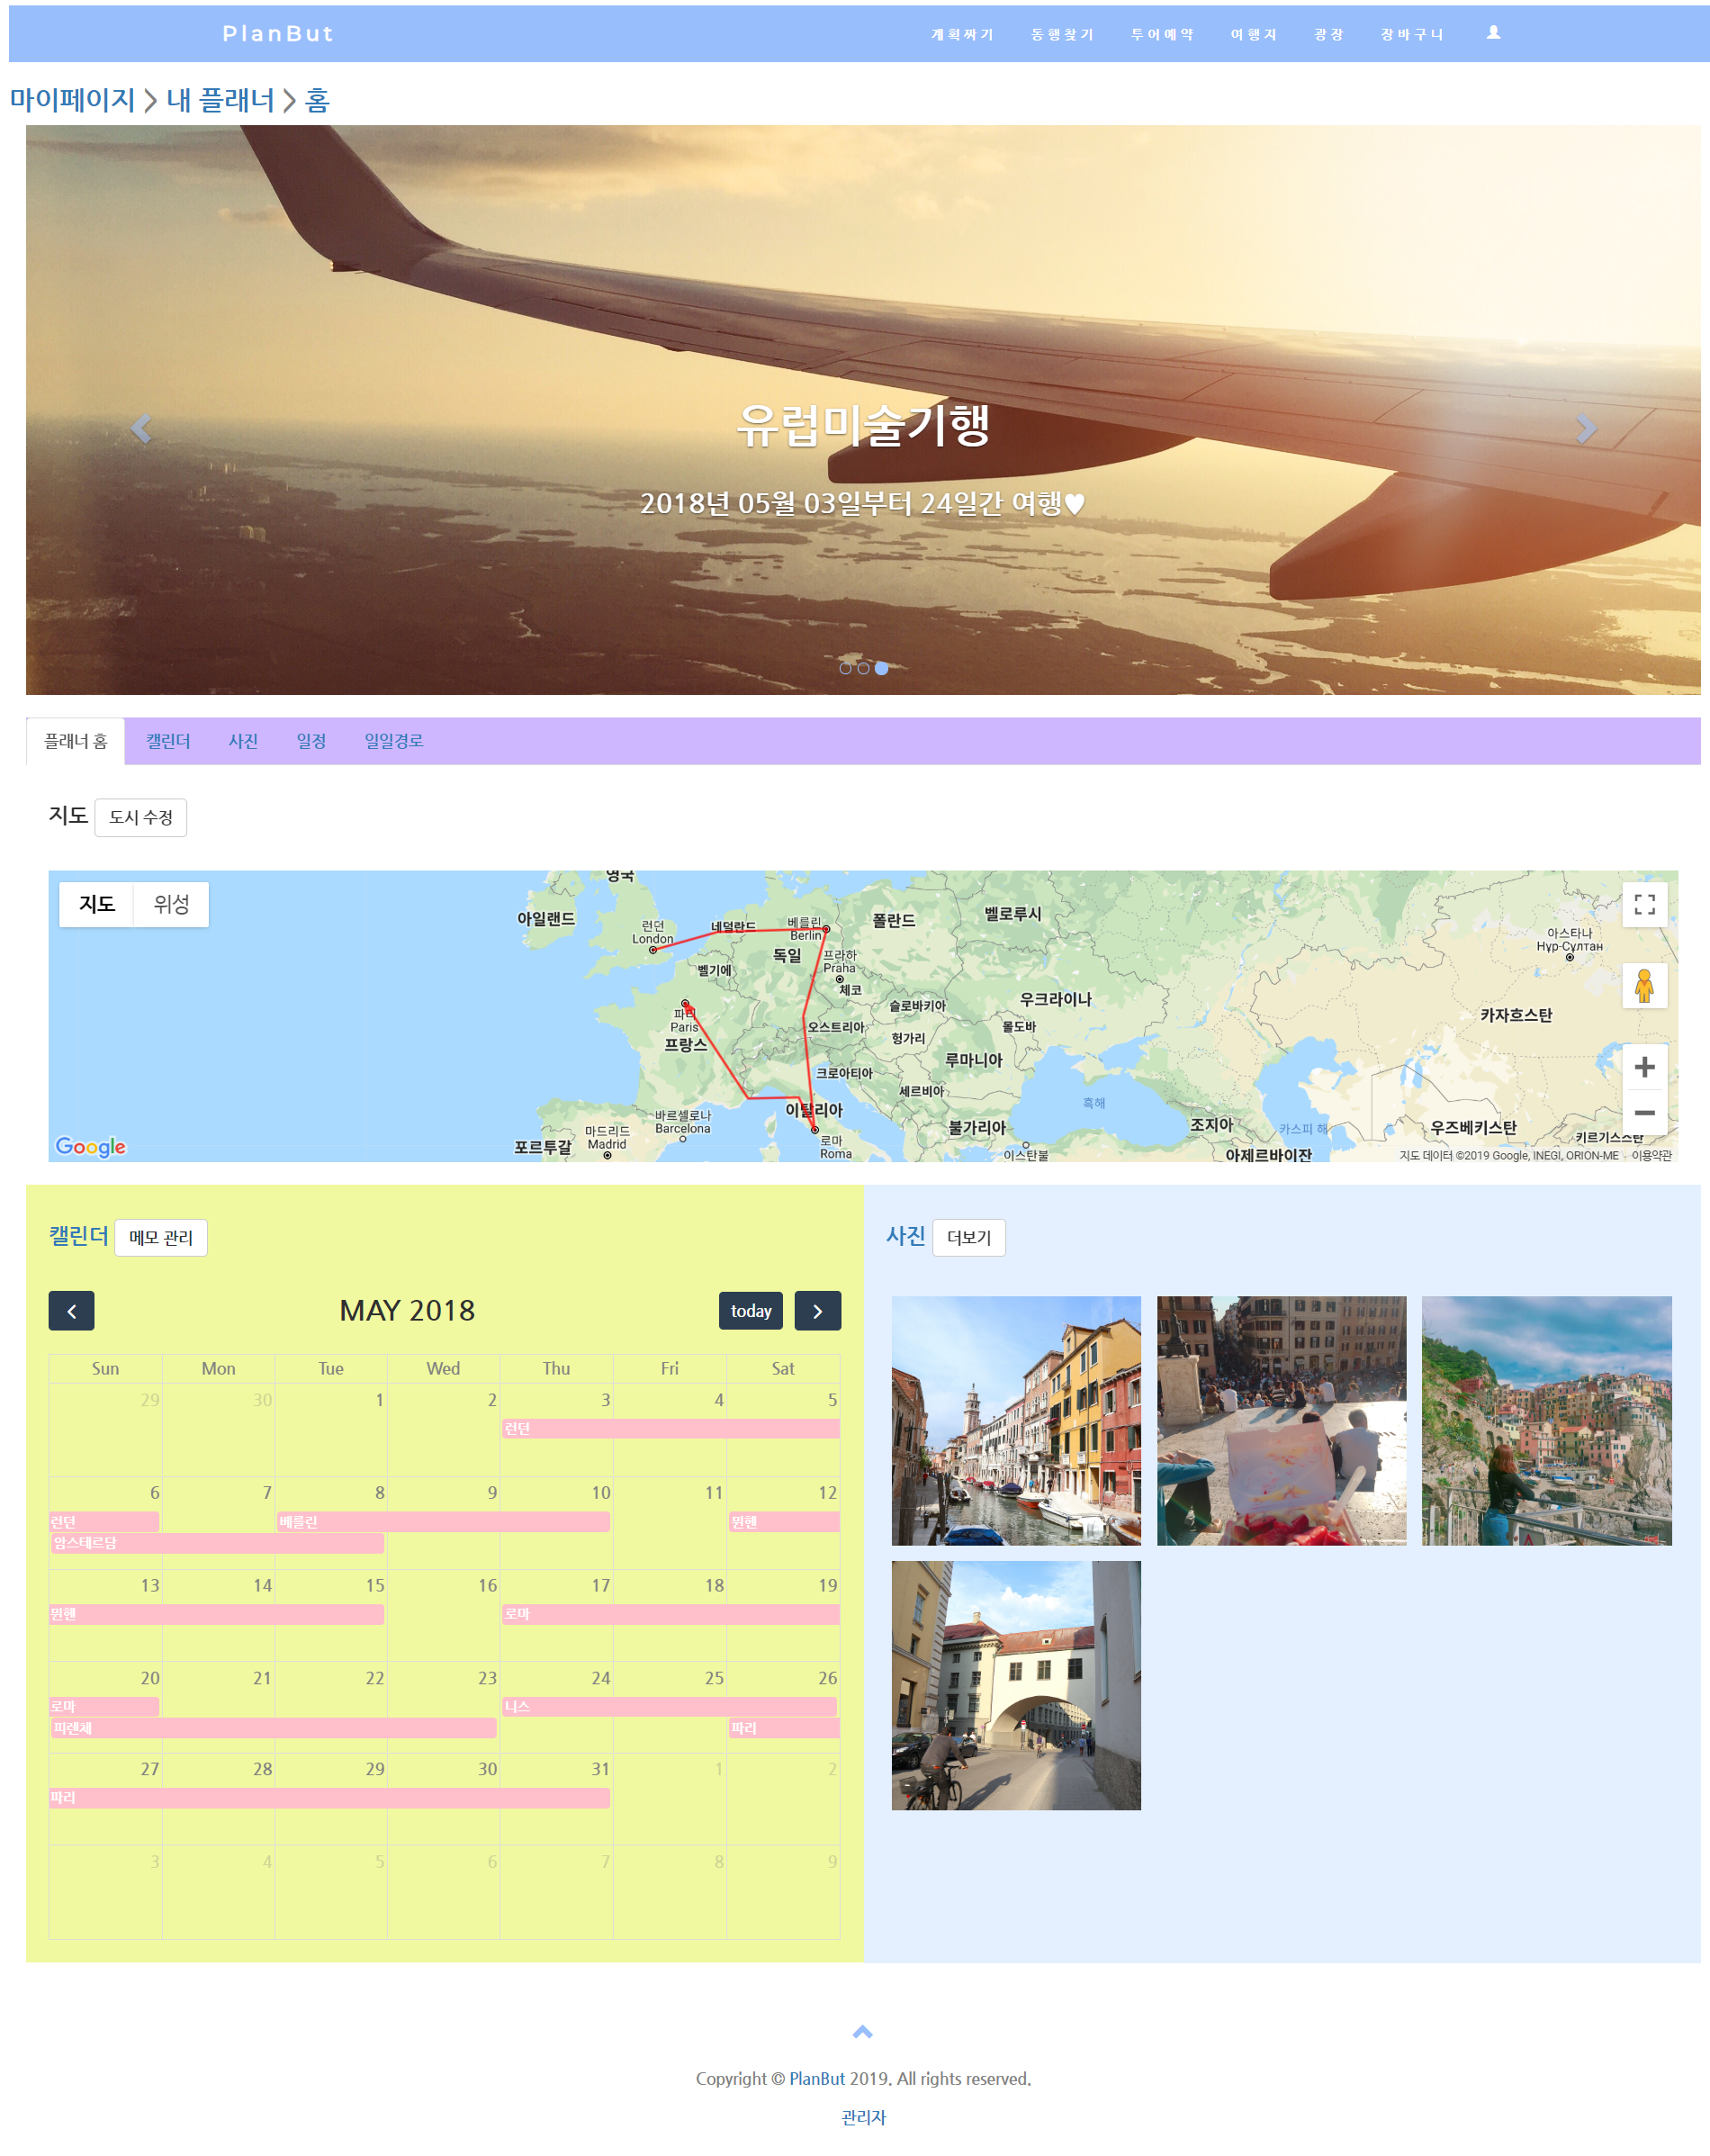 PlanBut 계획짜기 동행찾기 투어예약 여행지 광장 장바구니
마이페이지 > 내 플래너 > 홈
유럽미술기행
2018년 05월 03일부터 24일간 여행♥
플래너 홈 캘린더 사진 일정 일일경로
지도 도시 수정
지도 위성
영국
아일랜드
런던
London
네덜란드
베를린
Berlin
폴란드
벨로루시
아스타나
Нұр-Сұлтан
독일
프라하
Praha
벨기에
체코
슬로바키아
우크라이나
카자흐스탄
파리
Paris
오스트리아
몰도바
헝가리
프랑스
루마니아
크로아티아
세르비아
흑해
이탈리아
바르셀로나
Barcelona
마드리드
Madrid
포르투갈
로마
Roma
불가리아
이스탄불
조지아
카스피 해
아제르바이잔
우즈베키스탄
키르기스스탄
Google
지도 데이터 ©2019 Google, INEGI, ORION-ME 이용약관
캘린더 메모 관리
MAY 2018 today
Sun Mon Tue Wed Thu Fri Sat
29 30 1 2 3 4 5
런던
6 7 8 9 10 11 12
런던 베를린 뮌헨
암스테르담
13 14 15 16 17 18 19
뮌헨 로마
20 21 22 23 24 25 26
로마 니스
피렌체 파리
27 28 29 30 31 1 2
파리
3 4 5 6 7 8 9
사진 더보기
Copyright © PlanBut 2019. All rights reserved.
관리자